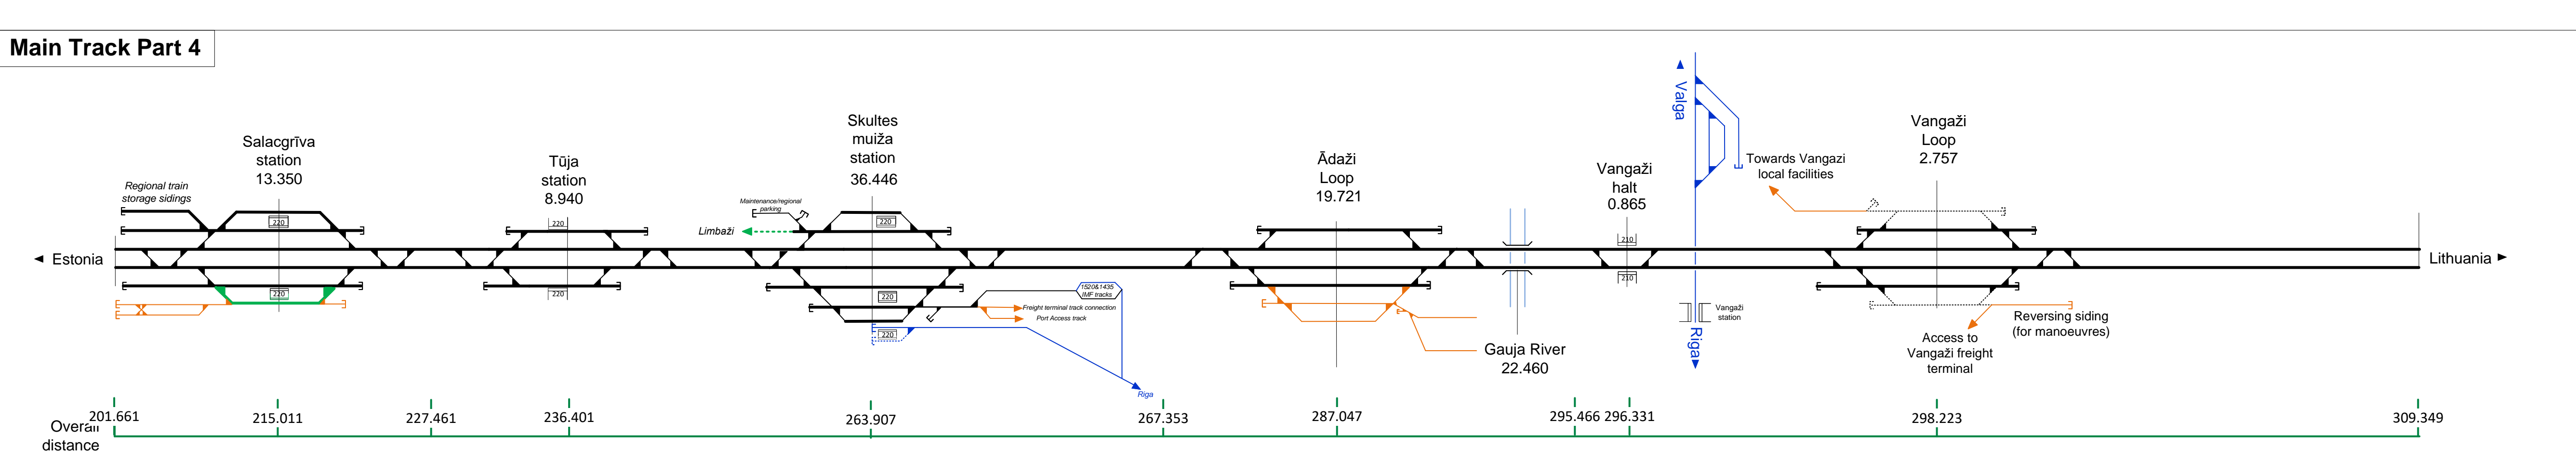 Main Track Part 4
Salacgrīva
station
13.350
Regional train
storage sidings
220
220
Tūja
station
8.940
220
220
Skultes
muiža
station
36.446
Maintenance/regional
parking
Limbaži
220
220
220
1520&1435
IMF tracks
Freight terminal track connection
Port Access track
Riga
Ādaži
Loop
19.721
Gauja River
22.460
Vangaži
halt
0.865
210
210
Valga
Riga
Vangaži
station
Towards Vangazi
local facilities
Vangaži
Loop
2.757
Access to
Vangaži freight
terminal
Reversing siding
(for manoeuvres)
Estonia
Lithuania
Overall
distance
201.661
215.011
227.461
236.401
263.907
267.353
287.047
295.466
296.331
298.223
309.349